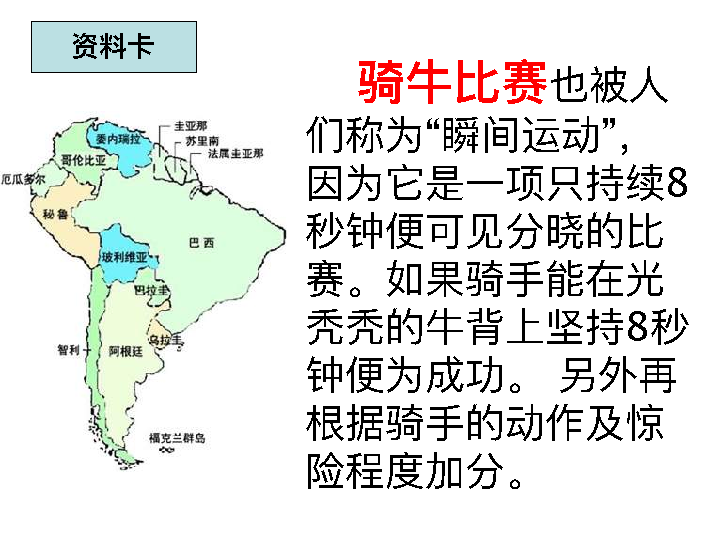 资料卡
骑牛比赛也被人
们称为“瞬间运动”，
因为它是一项只持续8
秒钟便可见分晓的比
赛。如果骑手能在光
秃秃的牛背上坚持8秒
钟便为成功。 另外再
根据骑手的动作及惊
险程度加分。
圭亚那
委内瑞拉
苏里南
法属圭亚那
哥伦比亚
厄瓜多尔
秘鲁
巴西
玻利维亚
巴拉圭
乌拉圭
智利
阿根廷
福克兰群岛